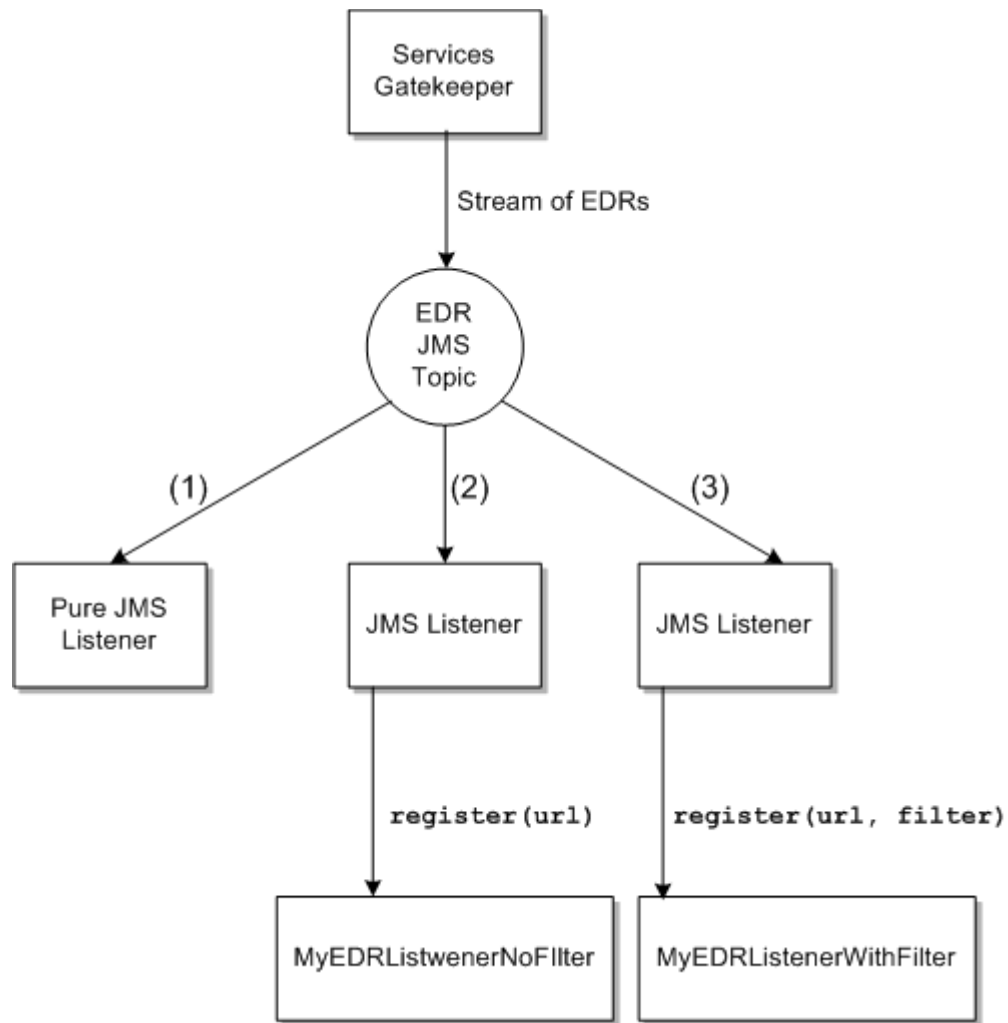 Services
Gatekeeper
Stream of EDRs
EDR
JMS
Topic
(1)
(2)
(3)
Pure JMS
Listener
JMS Listener
JMS Listener
register(url)
register(url, filter)
MyEDRListwenerNoFIlter
MyEDRListenerWithFilter